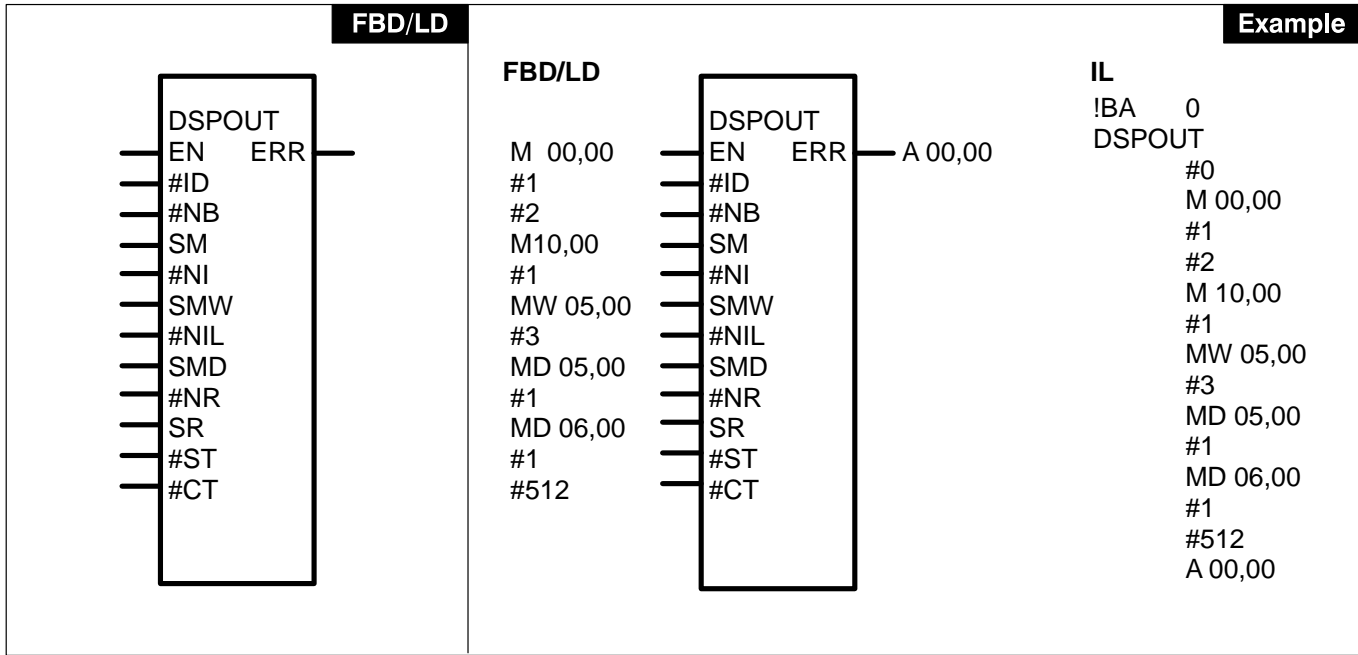 FBD/LD
DSPOUT
EN ERR
#ID
#NB
SM
#NI
SMW
#NIL
SMD
#NR
SR
#ST
#CT
Example
FBD/LD
M 00,00
#1
#2
M10,00
#1
MW 05,00
#3
MD 05,00
#1
MD 06,00
#1
#512
DSPOUT
EN ERR
#ID
#NB
SM
#NI
SMW
#NIL
SMD
#NR
SR
#ST
#CT
A 00,00
IL
!BA 0
DSPOUT
#0
M 00,00
#1
#2
M 10,00
#1
MW 05,00
#3
MD 05,00
#1
MD 06,00
#1
#512
A 00,00